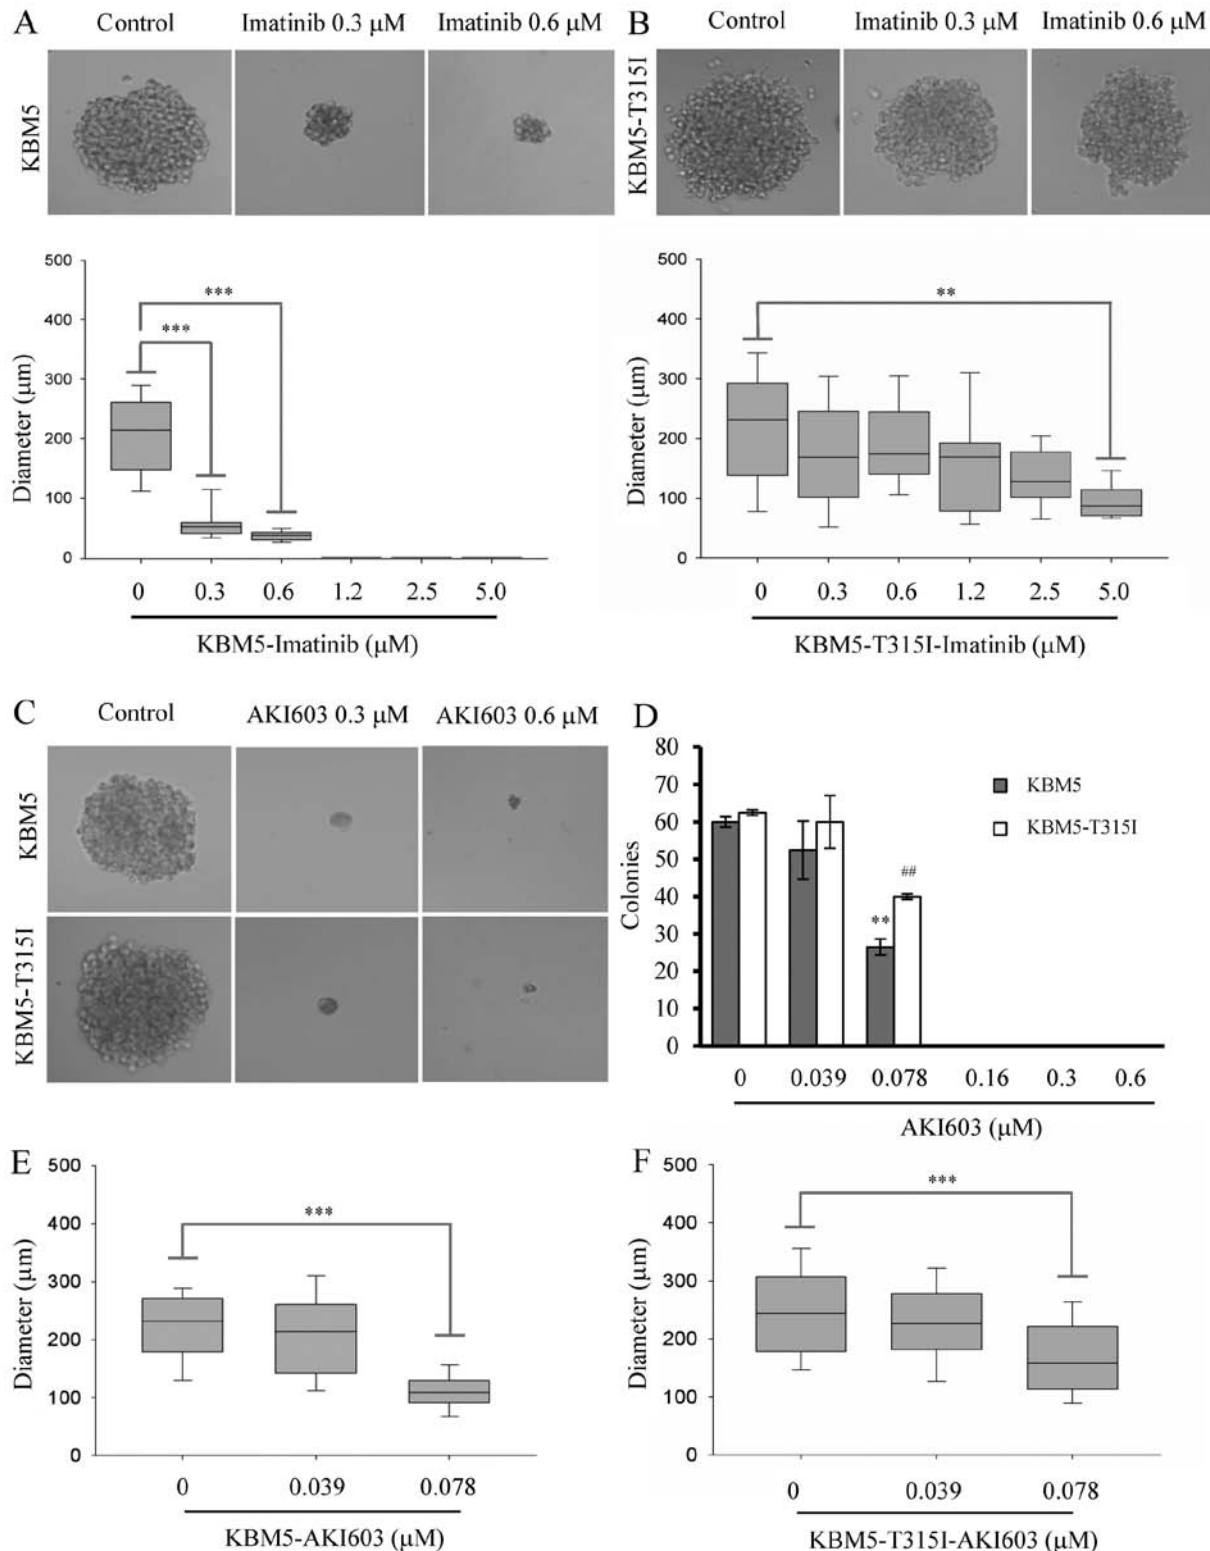 A
Control
Imatinib 0.3 µM
Imatinib 0.6 µM
KBM5
500
400
300
200
100
0
Diameter (µm)
***
***
0 0.3 0.6 1.2 2.5 5.0
KBM5-Imatinib (µM)
B
Control
Imatinib 0.3 µM
Imatinib 0.6 µM
KBM5-T315I
500
400
300
200
100
0
Diameter (µm)
**
0 0.3 0.6 1.2 2.5 5.0
KBM5-T315I-Imatinib (µM)
C
Control
AKI603 0.3 µM
AKI603 0.6 µM
KBM5
KBM5-T315I
D
80
70
60
50
40
30
20
10
0
Colonies
KBM5
KBM5-T315I
**
##
0 0.039 0.078 0.16 0.3 0.6
AKI603 (µM)
E
500
400
300
200
100
0
Diameter (µm)
***
0 0.039 0.078
KBM5-AKI603 (µM)
F
500
400
300
200
100
0
Diameter (µm)
***
0 0.039 0.078
KBM5-T315I-AKI603 (µM)